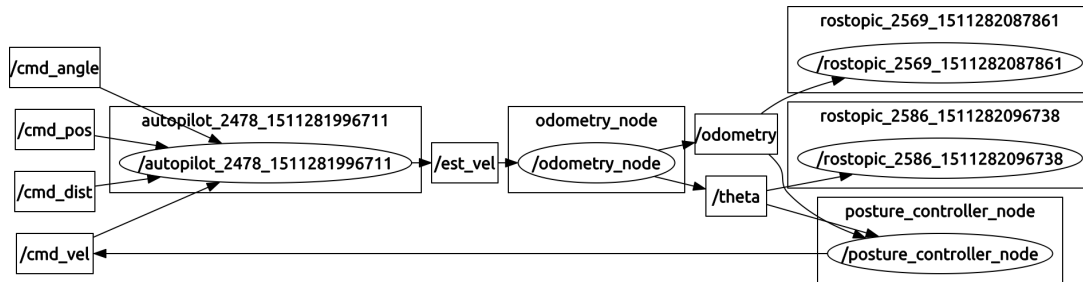 /cmd_angle
/cmd_pos
/cmd_dist
/cmd_vel
autopilot_2478_1511281996711
/autopilot_2478_1511281996711
/est_vel
odometry_node
/odometry_node
/odometry
/theta
rostopic_2569_1511282087861
/rostopic_2569_1511282087861
rostopic_2586_1511282096738
/rostopic_2586_1511282096738
posture_controller_node
/posture_controller_node